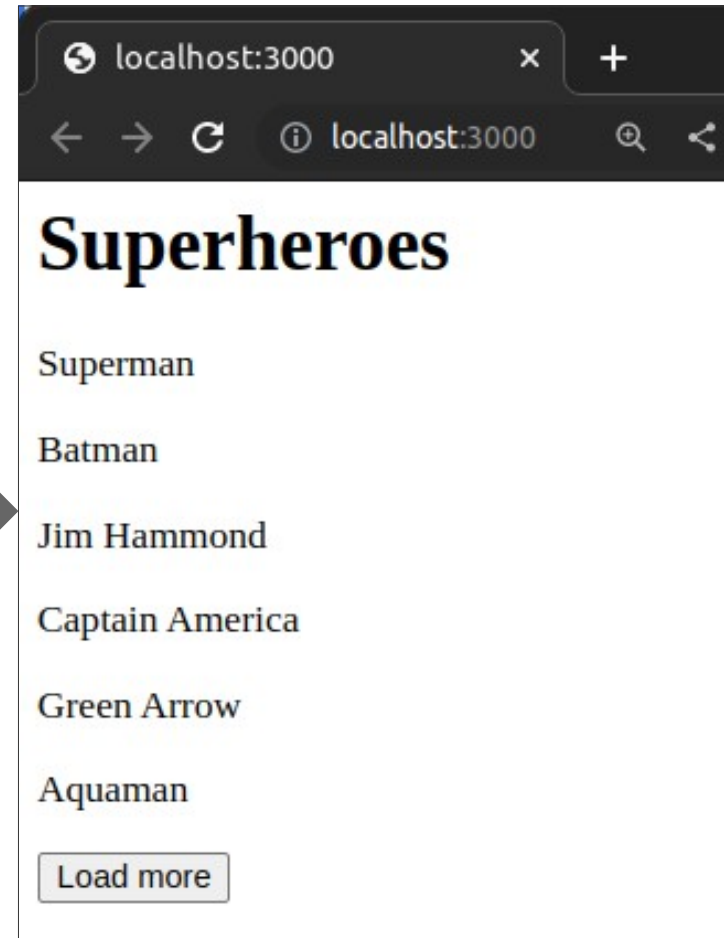 localhost:3000
localhost:3000
Superheroes
Superman
Batman
Jim Hammond
Captain America
Green Arrow
Aquaman
Load more